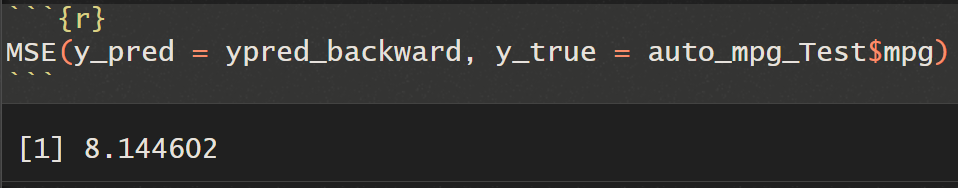 ```{r}
MSE(y_pred = ypred_backward, y_true = auto_mpg_Test$mpg)
```
[1] 8.144602